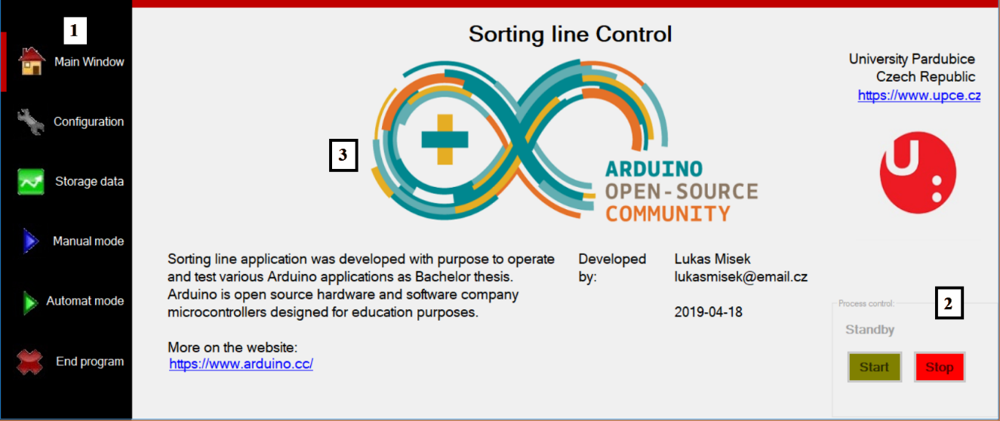 1
Main Window
Configuration
Storage data
Manual mode
Automat mode
End program
Sorting line Control
3
ARDUINO
OPEN-SOURCE
COMMUNITY
University Pardubice
Czech Republic
https://www.upce.cz
Sorting line application was developed with purpose to operate
and test various Arduino applications as Bachelor thesis.
Arduino is open source hardware and software company
microcontrollers designed for education purposes.
More on the website:
https://www.arduino.cc/
Developed
by:
Lukas Misek
lukasmisek@email.cz
2019-04-18
Process control:
2
Standby
Start
Stop